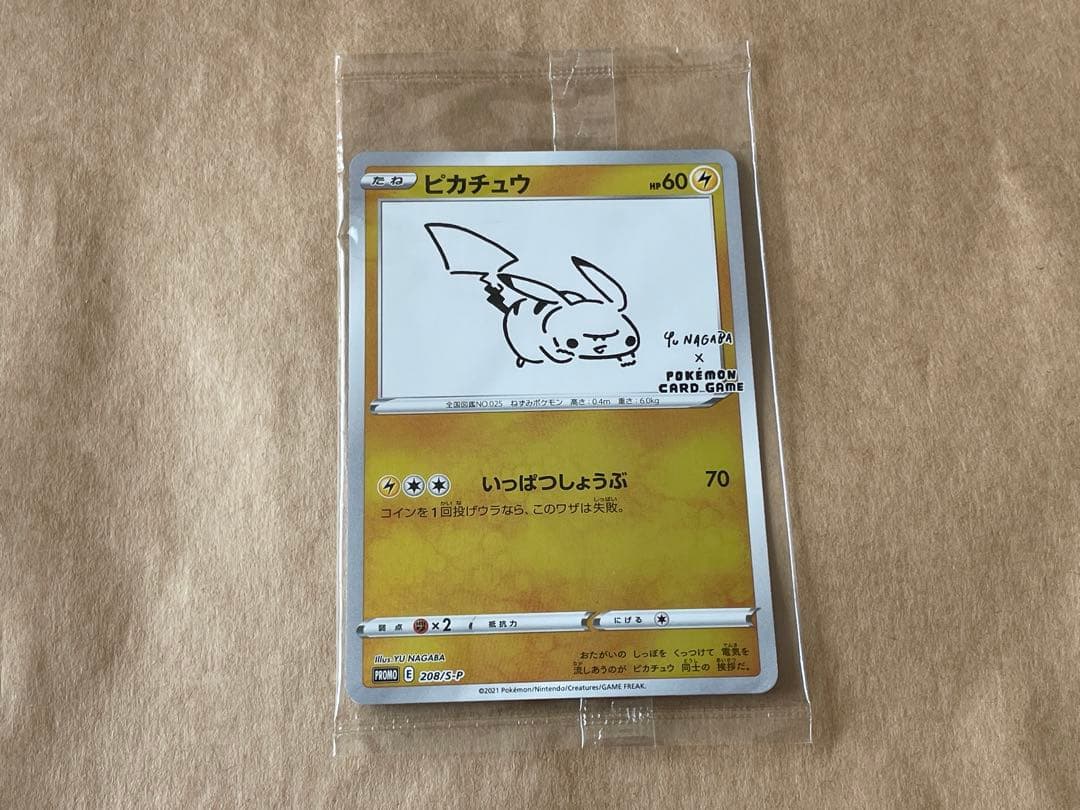 たね ピカチュウ HP60
Yu NAGABA
×
POKÉMON
CARD GAME
全国図鑑NO.025 ねずみポケモン 高さ:0.4m 重さ:6.0kg
いっぱつしょうぶ 70
コインを1回投げウラなら、このワザは失敗。
弱点 ×2 抵抗力 にげる
Illus. YU NAGABA
おたがいの しっぽを くっつけて 電気を
流しあうのが ピカチュウ 同士の 挨拶だ。
PROMO E 208/S-P
©2021 Pokémon/Nintendo/Creatures/GAME FREAK.